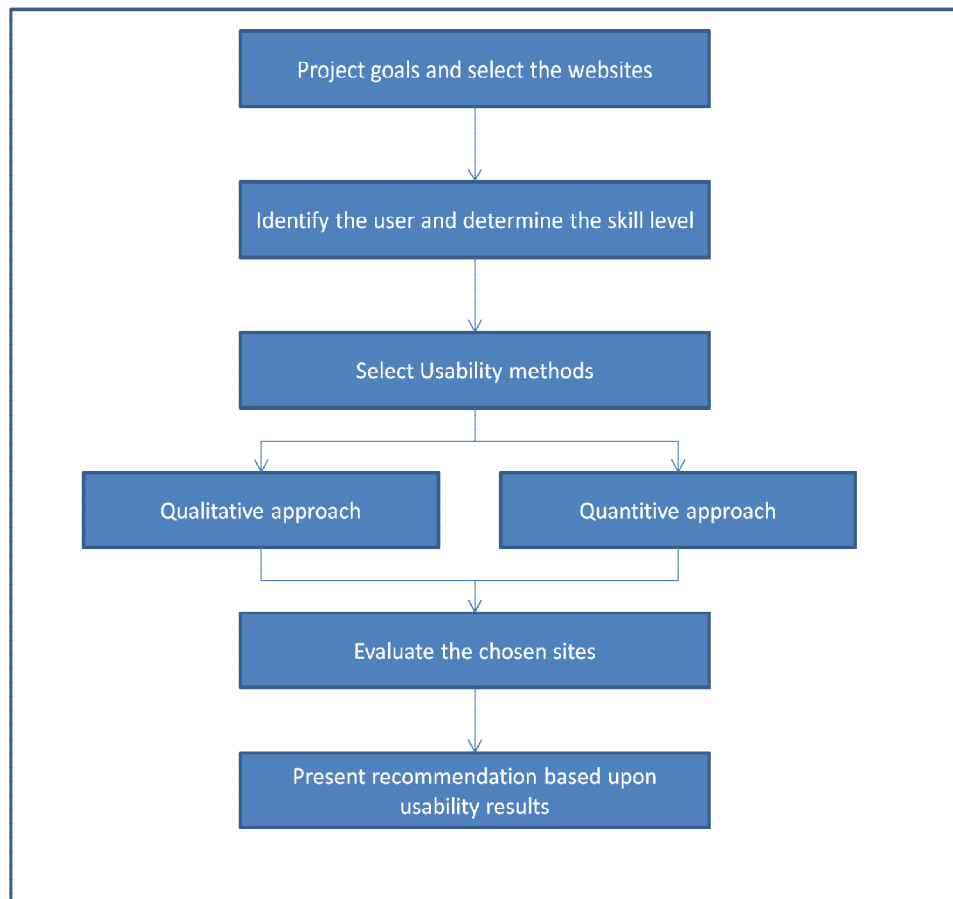 Project goals and select the websites
Identify the user and determine the skill level
Select Usability methods
Qualitative approach
Quantitive approach
Evaluate the chosen sites
Present recommendation based upon
usability results